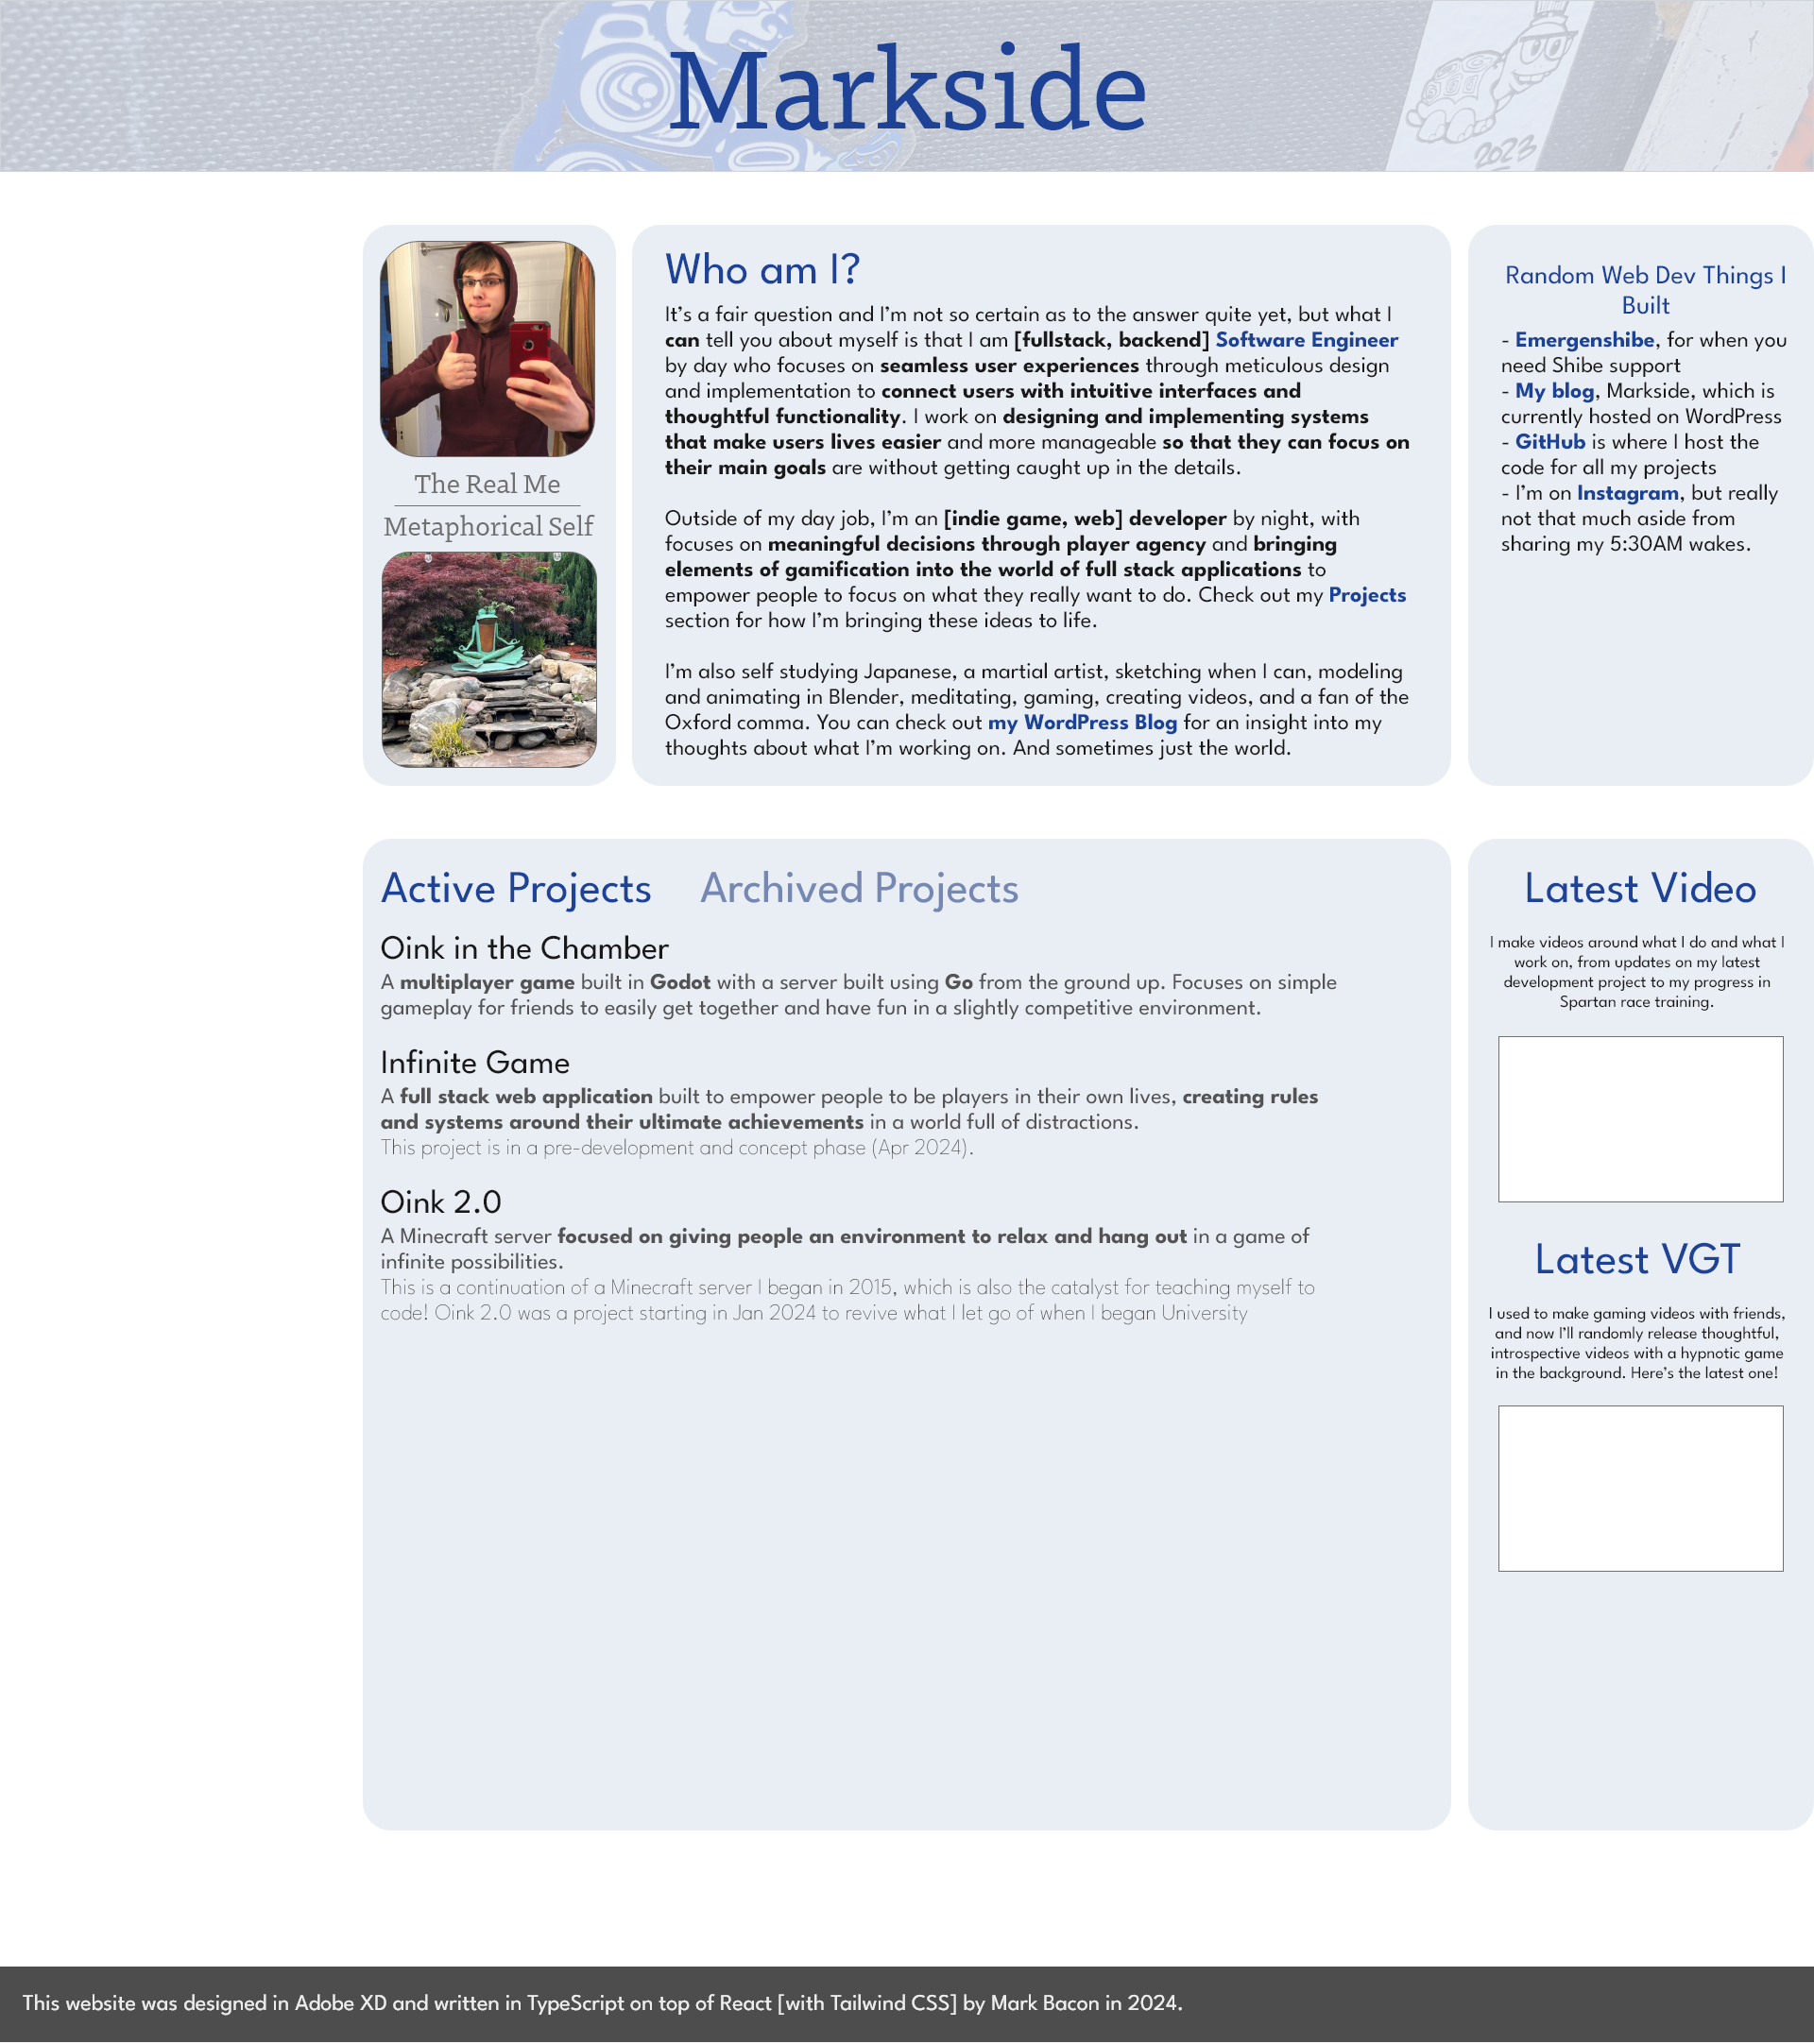 Markside
2023
The Real Me
Metaphorical Self
Who am I?
It's a fair question and I'm not so certain as to the answer quite yet, but what I
can tell you about myself is that I am [fullstack, backend] Software Engineer
by day who focuses on seamless user experiences through meticulous design
and implementation to connect users with intuitive interfaces and
thoughtful functionality. I work on designing and implementing systems
that make users lives easier and more manageable so that they can focus on
their main goals are without getting caught up in the details.
Outside of my day job, I'm an [indie game, web] developer by night, with
focuses on meaningful decisions through player agency and bringing
elements of gamification into the world of full stack applications to
empower people to focus on what they really want to do. Check out my Projects
section for how I'm bringing these ideas to life.
I'm also self studying Japanese, a martial artist, sketching when I can, modeling
and animating in Blender, meditating, gaming, creating videos, and a fan of the
Oxford comma. You can check out my WordPress Blog for an insight into my
thoughts about what I'm working on. And sometimes just the world.
Random Web Dev Things I
Built
- Emergenshibe, for when you
need Shibe support
- My blog, Markside, which is
currently hosted on WordPress
- GitHub is where I host the
code for all my projects
- I'm on Instagram, but really
not that much aside from
sharing my 5:30AM wakes.
Active Projects Archived Projects
Oink in the Chamber
A multiplayer game built in Godot with a server built using Go from the ground up. Focuses on simple
gameplay for friends to easily get together and have fun in a slightly competitive environment.
Infinite Game
A full stack web application built to empower people to be players in their own lives, creating rules
and systems around their ultimate achievements in a world full of distractions.
This project is in a pre-development and concept phase (Apr 2024).
Oink 2.0
A Minecraft server focused on giving people an environment to relax and hang out in a game of
infinite possibilities.
This is a continuation of a Minecraft server I began in 2015, which is also the catalyst for teaching myself to
code! Oink 2.0 was a project starting in Jan 2024 to revive what I let go of when I began University
Latest Video
I make videos around what I do and what I
work on, from updates on my latest
development project to my progress in
Spartan race training.
Latest VGT
I used to make gaming videos with friends,
and now I'll randomly release thoughtful,
introspective videos with a hypnotic game
in the background. Here's the latest one!
This website was designed in Adobe XD and written in TypeScript on top of React [with Tailwind CSS] by Mark Bacon in 2024.